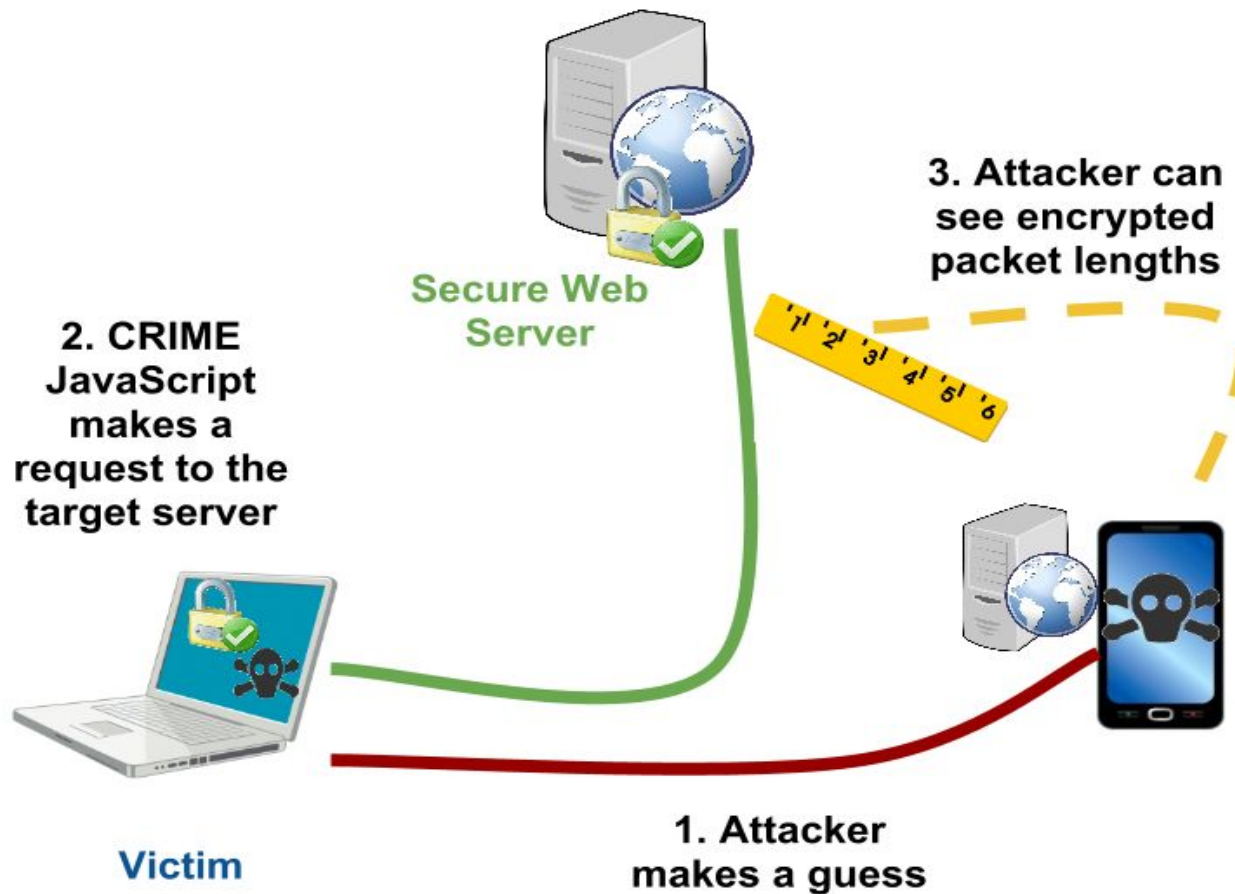 Secure Web
Server
3. Attacker can
see encrypted
packet lengths
1 2 3 4 5 6
2. CRIME
JavaScript
makes a
request to the
target server
Victim
1. Attacker
makes a guess